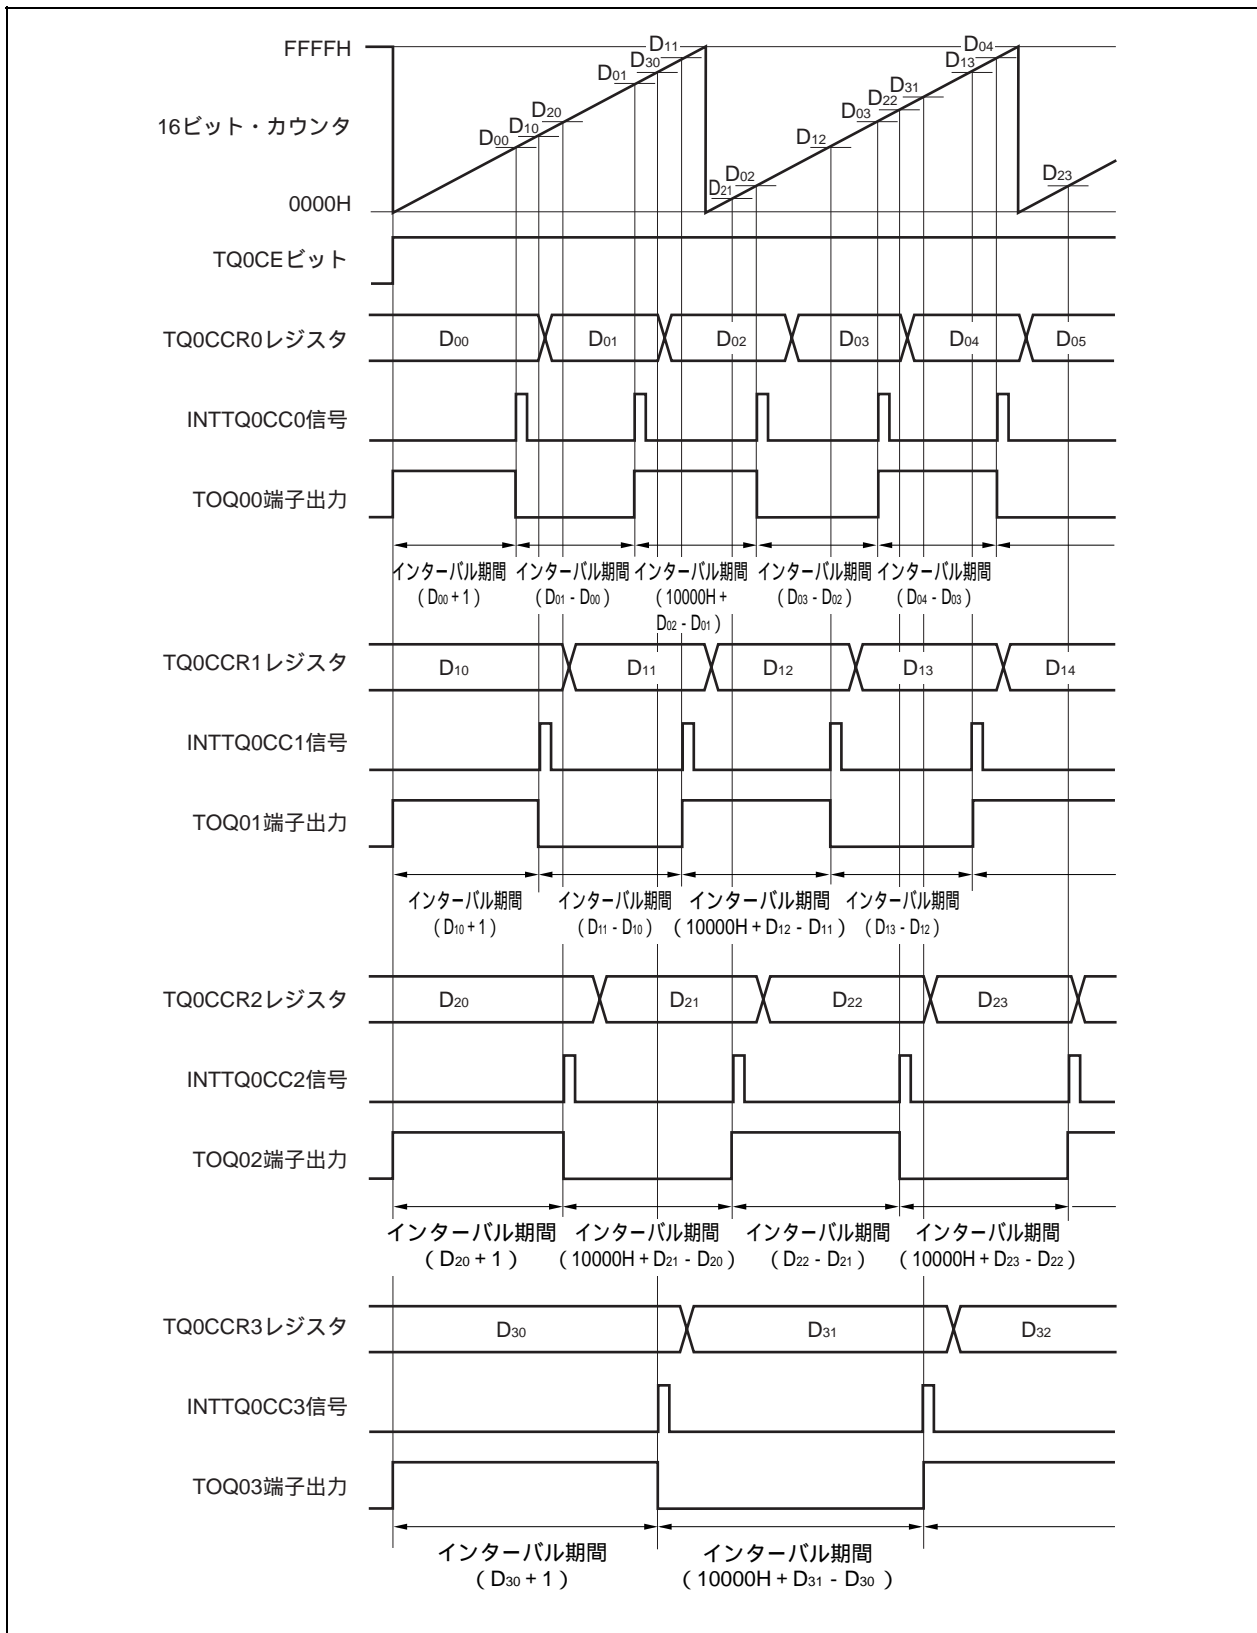 FFFFH
16ビット・カウンタ
0000H
D00
D10
D20
D01
D30
D11
D21
D02
D12
D03
D22
D31
D13
D04
D23
TQ0CEビット
TQ0CCR0レジスタ D00 D01 D02 D03 D04 D05
INTTQ0CC0信号
TOQ00端子出力
インターバル期間 インターバル期間 インターバル期間 インターバル期間 インターバル期間
(D00 + 1) (D01 - D00) (10000H + (D03 - D02) (D04 - D03)
D02 - D01)
TQ0CCR1レジスタ D10 D11 D12 D13 D14
INTTQ0CC1信号
TOQ01端子出力
インターバル期間 インターバル期間 インターバル期間 インターバル期間
(D10 + 1) (D11 - D10) (10000H + D12 - D11) (D13 - D12)
TQ0CCR2レジスタ D20 D21 D22 D23
INTTQ0CC2信号
TOQ02端子出力
インターバル期間 インターバル期間 インターバル期間 インターバル期間
(D20 + 1) (10000H + D21 - D20) (D22 - D21) (10000H + D23 - D22)
TQ0CCR3レジスタ D30 D31 D32
INTTQ0CC3信号
TOQ03端子出力
インターバル期間 インターバル期間
(D30 + 1) (10000H + D31 - D30)